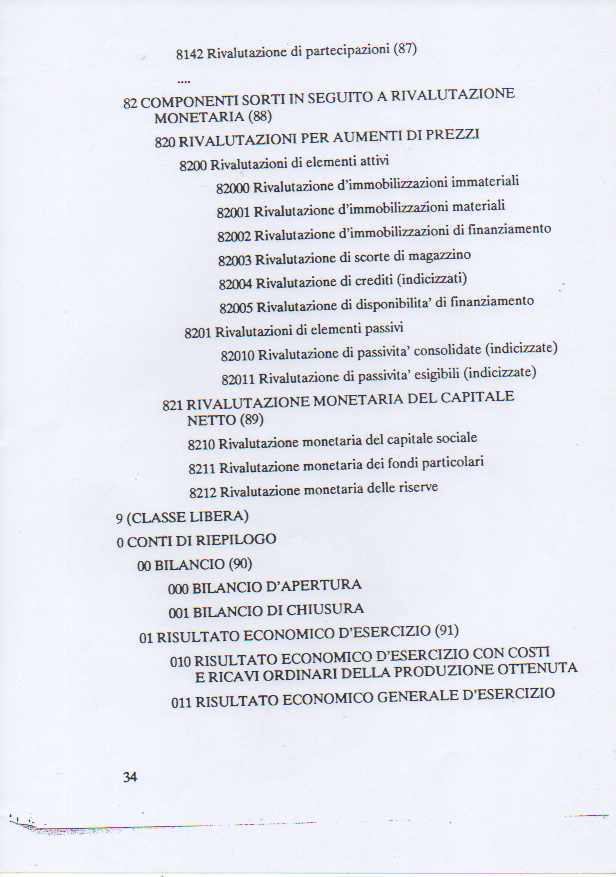 8142 Rivalutazione di partecipazioni (87)
....
82 COMPONENTI SORTI IN SEGUITO A RIVALUTAZIONE
MONETARIA (88)
820 RIVALUTAZIONI PER AUMENTI DI PREZZI
8200 Rivalutazioni di elementi attivi
82000 Rivalutazione d'immobilizzazioni immateriali
82001 Rivalutazione d'immobilizzazioni materiali
82002 Rivalutazione d'immobilizzazioni di finanziamento
82003 Rivalutazione di scorte di magazzino
82004 Rivalutazione di crediti (indicizzati)
82005 Rivalutazione di disponibilita' di finanziamento
8201 Rivalutazioni di elementi passivi
82010 Rivalutazione di passivita' consolidate (indicizzate)
82011 Rivalutazione di passivita' esigibili (indicizzate)
821 RIVALUTAZIONE MONETARIA DEL CAPITALE
NETTO (89)
8210 Rivalutazione monetaria del capitale sociale
8211 Rivalutazione monetaria dei fondi particolari
8212 Rivalutazione monetaria delle riserve
9 (CLASSE LIBERA)
0 CONTI DI RIEPILOGO
00 BILANCIO (90)
000 BILANCIO D'APERTURA
001 BILANCIO DI CHIUSURA
01 RISULTATO ECONOMICO D'ESERCIZIO (91)
010 RISULTATO ECONOMICO D'ESERCIZIO CON COSTI
E RICAVI ORDINARI DELLA PRODUZIONE OTTENUTA
011 RISULTATO ECONOMICO GENERALE D'ESERCIZIO
34